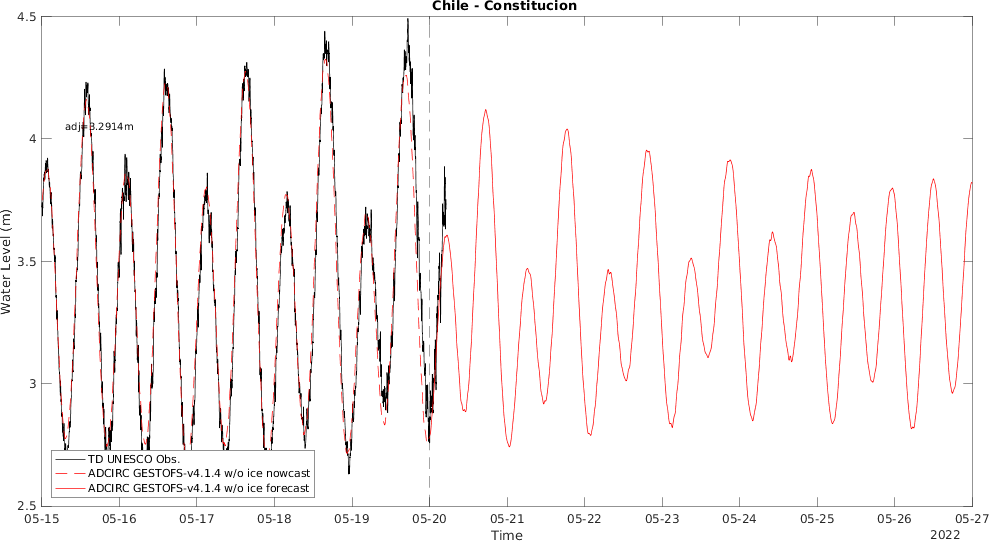 Chile - Constitucion
4.5
4
3.5
3
2.5
Water Level (m)
adj=3.2914m
TD UNESCO Obs.
ADCIRC GESTOFS-v4.1.4 w/o ice nowcast
ADCIRC GESTOFS-v4.1.4 w/o ice forecast
05-15 05-16 05-17 05-18 05-19 05-20 05-21 05-22 05-23 05-24 05-25 05-26 05-27
Time
2022